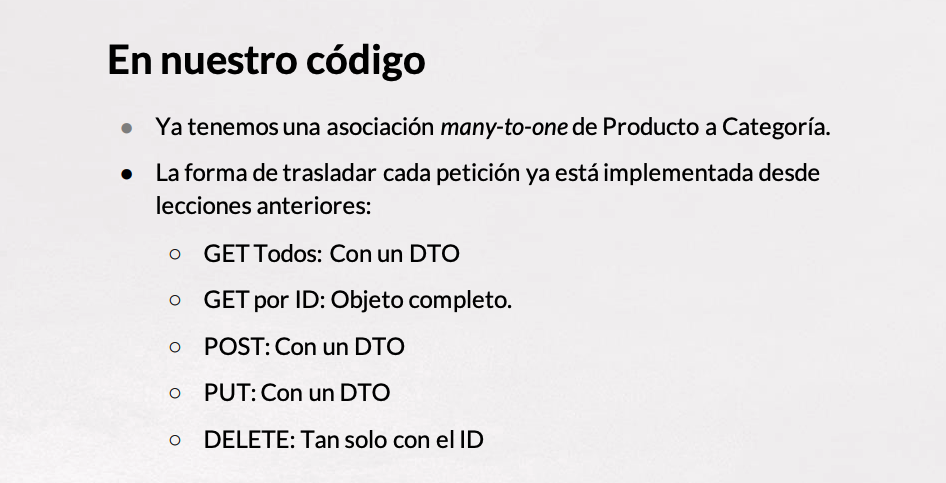 En nuestro código
● Ya tenemos una asociación many-to-one de Producto a Categoría.
● La forma de trasladar cada petición ya está implementada desde
lecciones anteriores:
○ GET Todos: Con un DTO
○ GET por ID: Objeto completo.
○ POST: Con un DTO
○ PUT: Con un DTO
○ DELETE: Tan solo con el ID